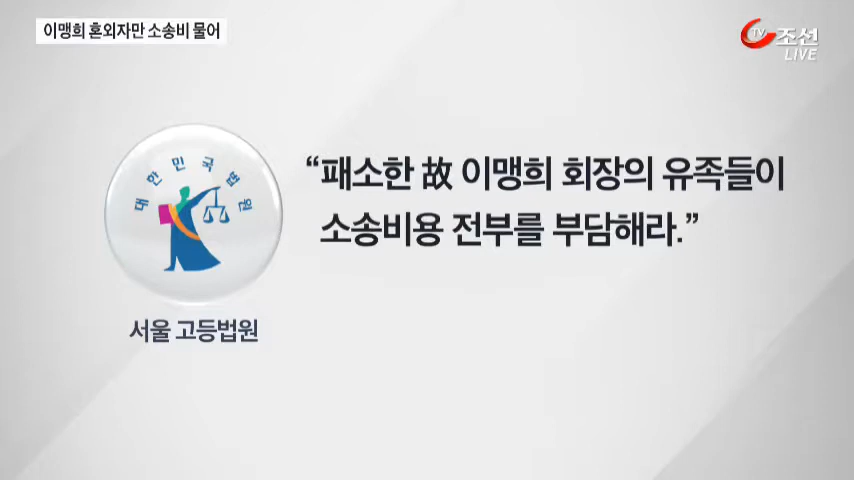 이맹희 혼외자만 소송비 물어
TV조선
LIVE
대한민국법원
“패소한 故 이맹희 회장의 유족들이
소송비용 전부를 부담해라.”
서울 고등법원